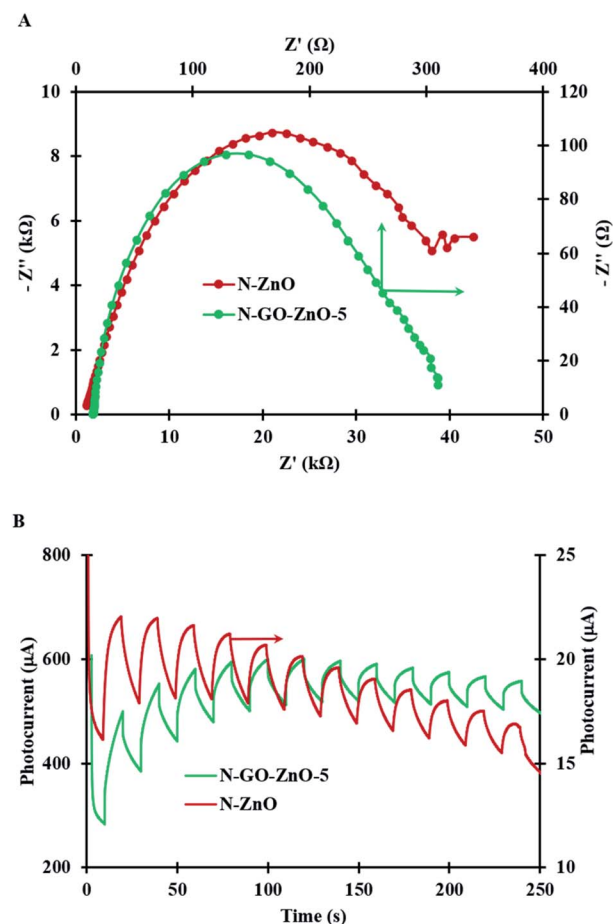 A
Z' (Ω)
0 100 200 300 400
10 120
8 100
6 80
4 60
2 40
0 20
0
- Z'' (kΩ)
- Z'' (Ω)
N-ZnO
N-GO-ZnO-5
0 10 20 30 40 50
Z' (kΩ)
B
800 25
600 20
400 15
200 10
Photocurrent (µA)
Photocurrent (µA)
N-GO-ZnO-5
N-ZnO
0 50 100 150 200 250
Time (s)